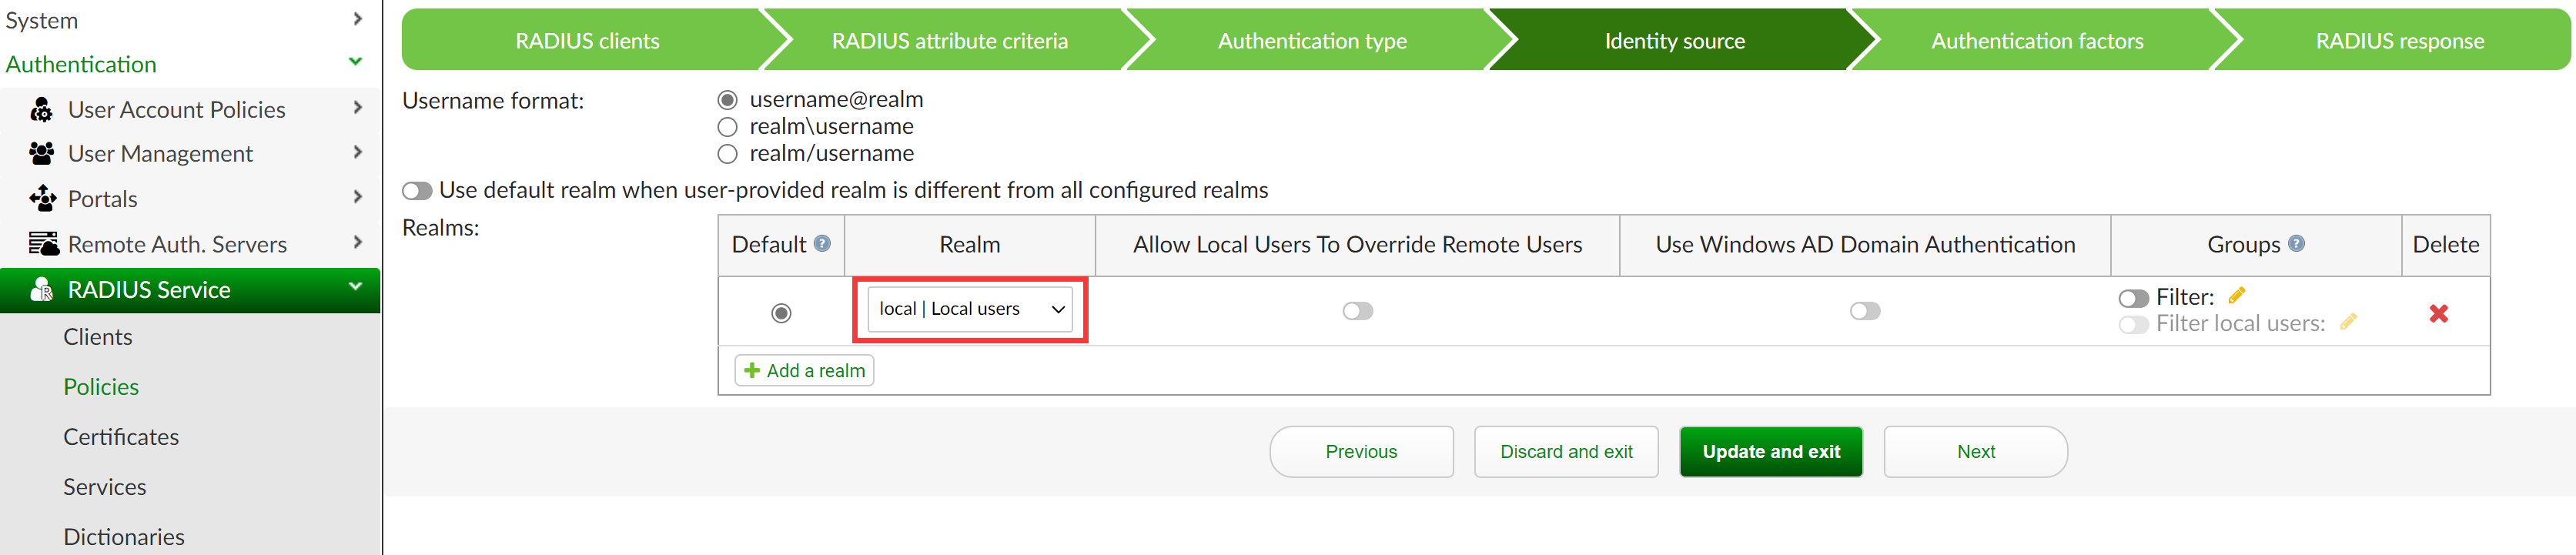 System
Authentication
User Account Policies
User Management
Portals
Remote Auth. Servers
RADIUS Service
Clients
Policies
Certificates
Services
Dictionaries
RADIUS clients
RADIUS attribute criteria
Authentication type
Identity source
Authentication factors
RADIUS response
Username format:
username@realm
realm\username
realm/username
Use default realm when user-provided realm is different from all configured realms
Realms:
Default ? Realm Allow Local Users To Override Remote Users Use Windows AD Domain Authentication Groups ? Delete
local | Local users
Filter:
Filter local users:
Add a realm
Previous
Discard and exit
Update and exit
Next